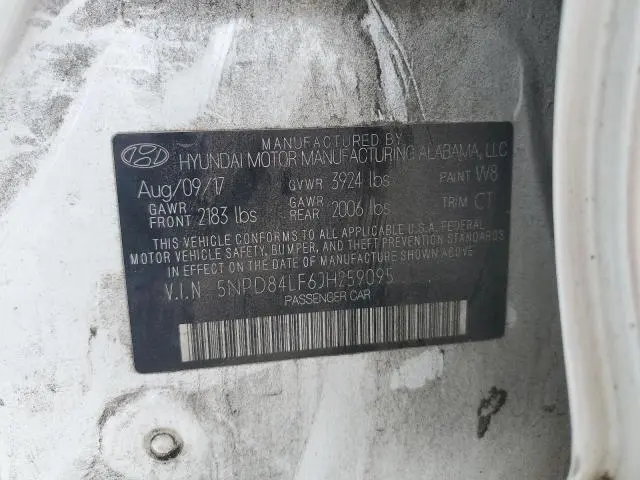 MANUFACTURED BY
HYUNDAI MOTOR MANUFACTURING ALABAMA, LLC
Aug/09/17 GVWR 3924 lbs PAINT W8
GAWR FRONT 2183 lbs GAWR REAR 2006 lbs TRIM CT
THIS VEHICLE CONFORMS TO ALL APPLICABLE U.S.A. FEDERAL
MOTOR VEHICLE SAFETY, BUMPER, AND THEFT PREVENTION STANDARDS
IN EFFECT ON THE DATE OF MANUFACTURE SHOWN ABOVE.
V.I.N 5NPD84LF6JH259095
PASSENGER CAR